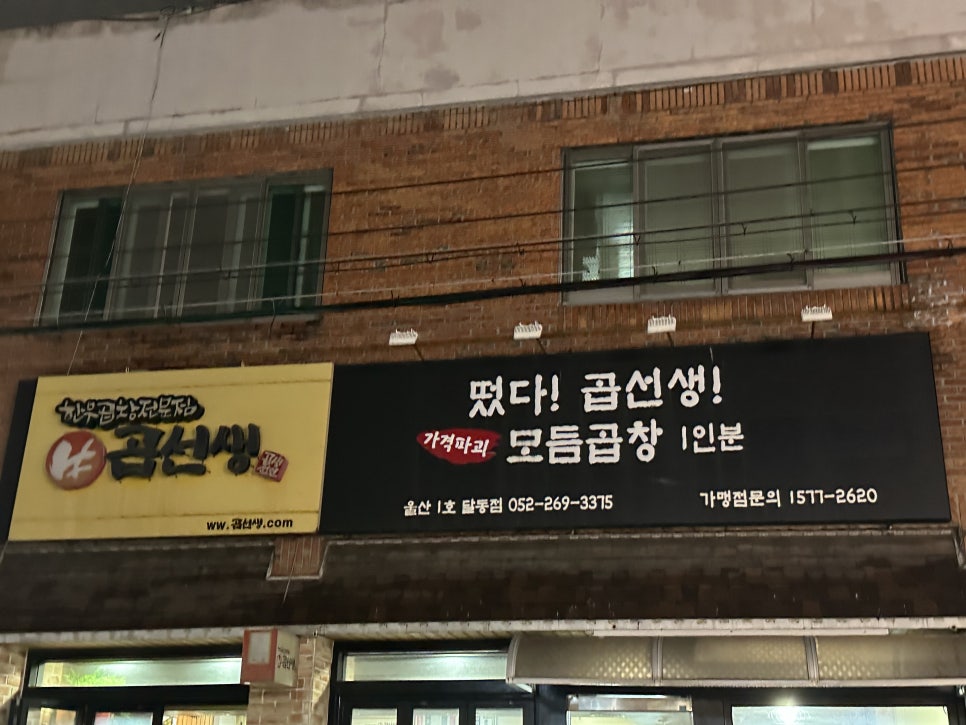 한우곱창전문점
곱선생
ww.곱선생.com
떴다! 곱선생!
가격파괴 모듬곱창 1인분
울산 1호 달동점 052-269-3375
가맹점문의 1577-2620